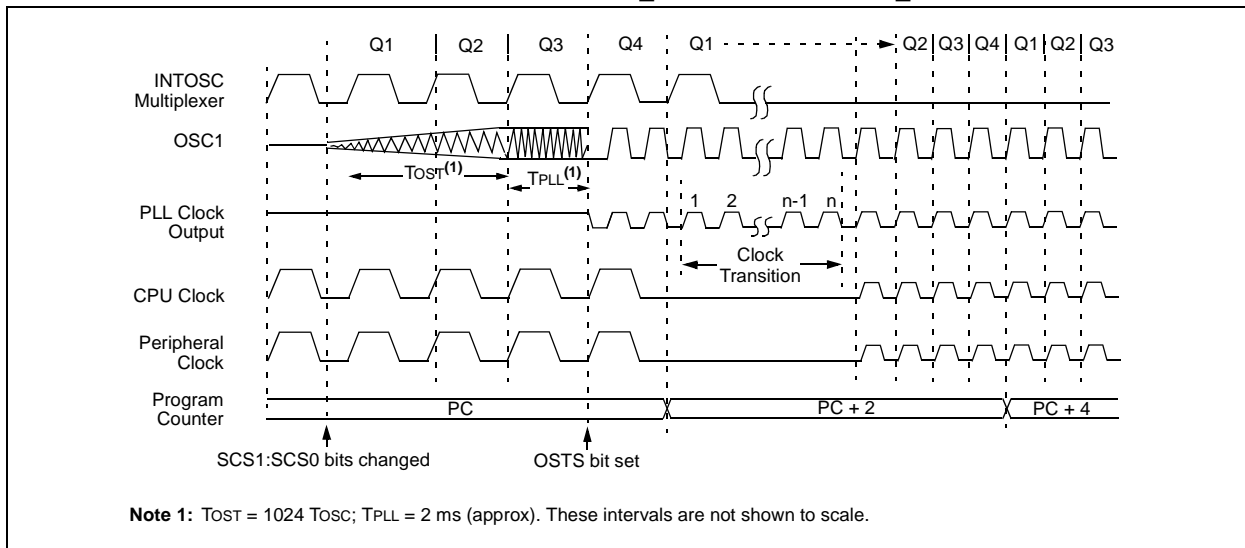 Q1 Q2 Q3 Q4 Q1 Q2 Q3 Q4 Q1 Q2 Q3
INTOSC
Multiplexer
OSC1
TOST(1)
TPLL(1)
PLL Clock
Output
1 2 n-1 n
Clock
Transition
CPU Clock
Peripheral
Clock
Program
Counter
PC PC + 2 PC + 4
SCS1:SCS0 bits changed
OSTS bit set
Note 1: TOST = 1024 TOSC; TPLL = 2 ms (approx). These intervals are not shown to scale.